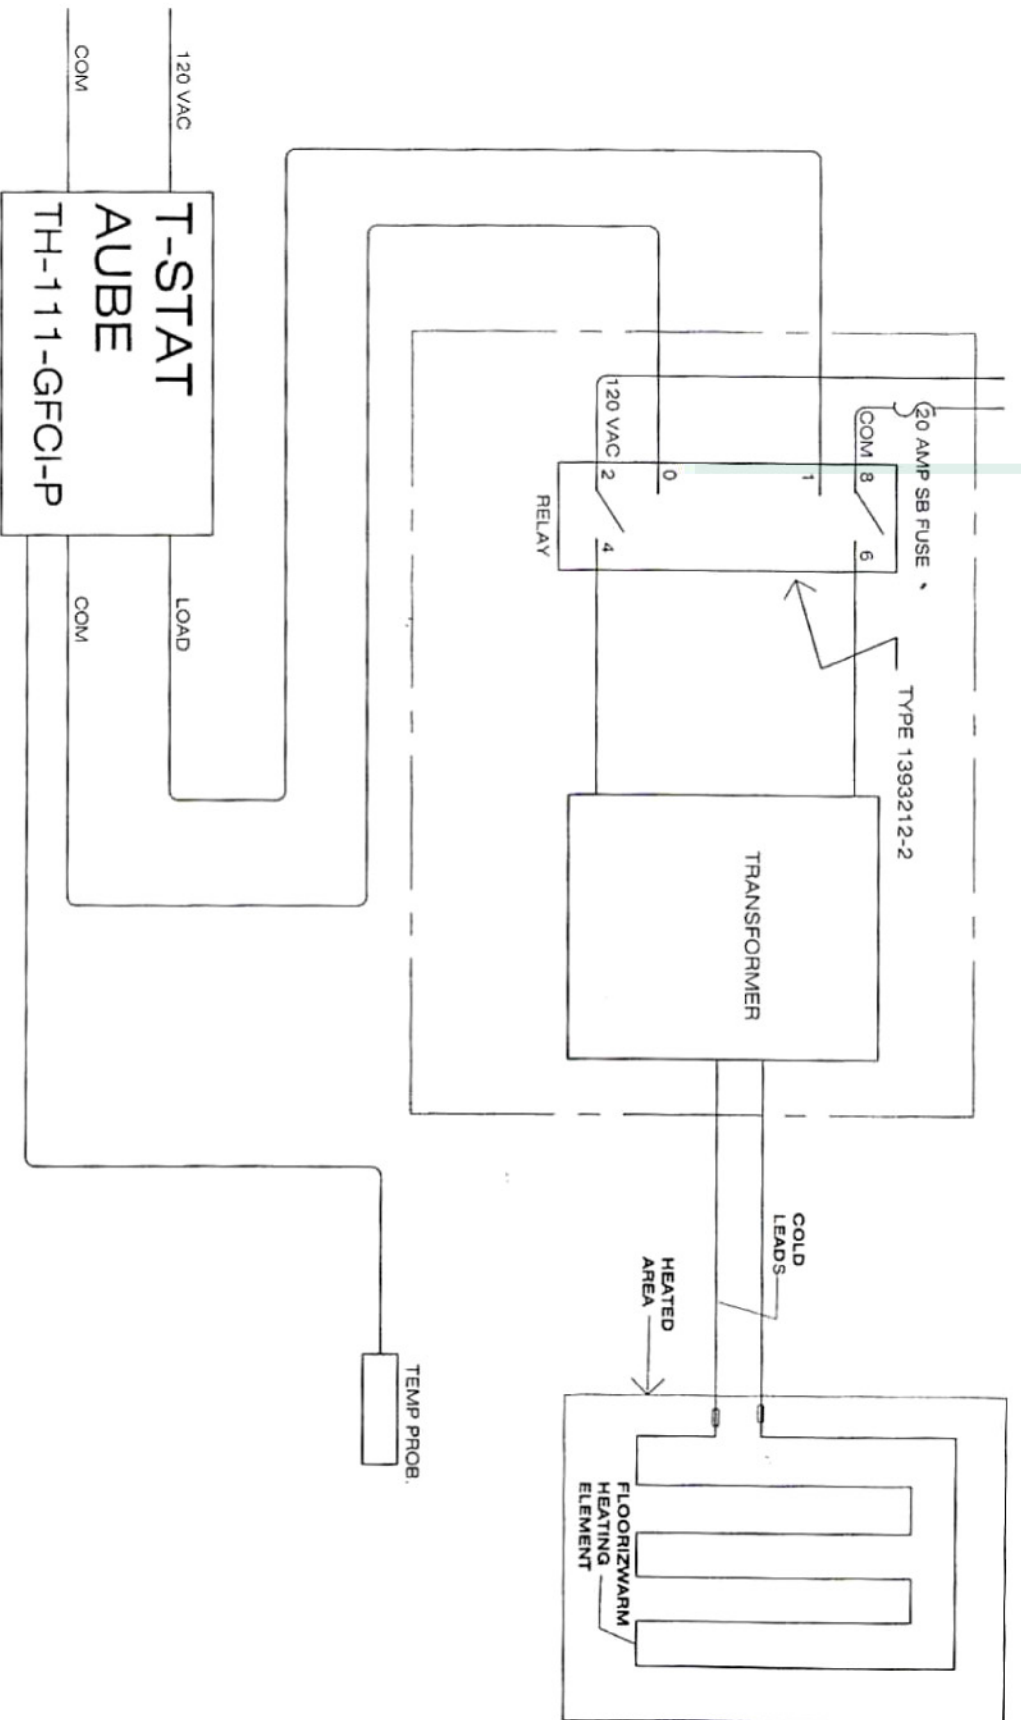 20 AMP SB FUSE
COM
8
6
1
0
120 VAC
2
4
RELAY
TYPE 1393212-2
TRANSFORMER
COLD
LEADS
HEATED
AREA
FLOORIZWARM
HEATING
ELEMENT
TEMP PROB.
120 VAC
COM
T-STAT
AUBE
TH-111-GFCI-P
LOAD
COM